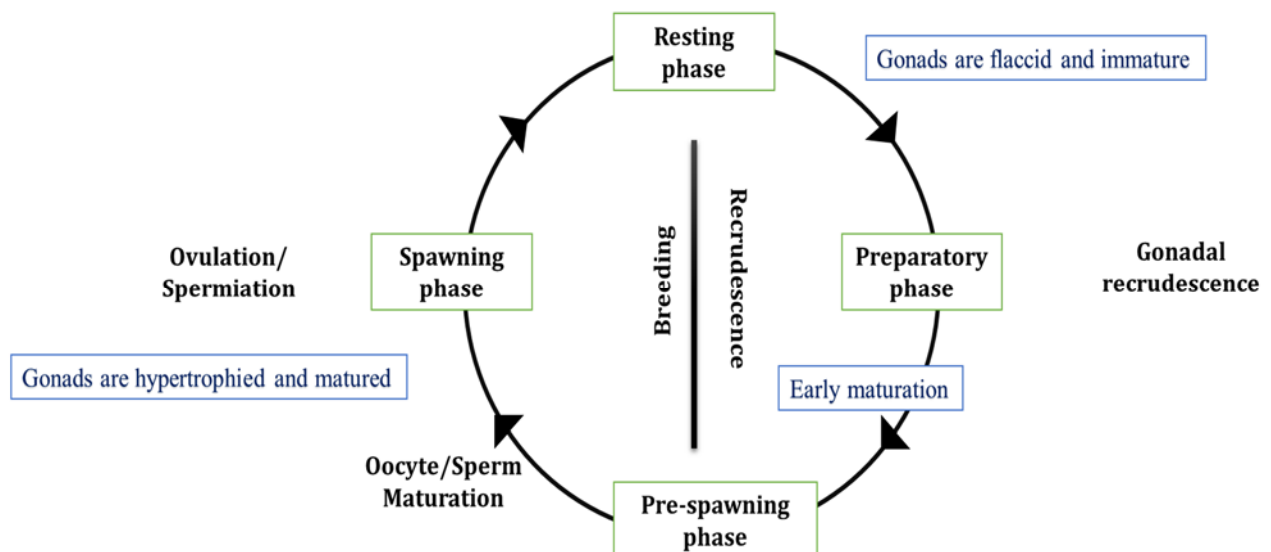 Resting
phase
Gonads are flaccid and immature
Breeding
Recrudescence
Ovulation/
Spermiation
Spawning
phase
Preparatory
phase
Gonadal
recrudescence
Gonads are hypertrophied and matured
Early maturation
Oocyte/Sperm
Maturation
Pre-spawning
phase